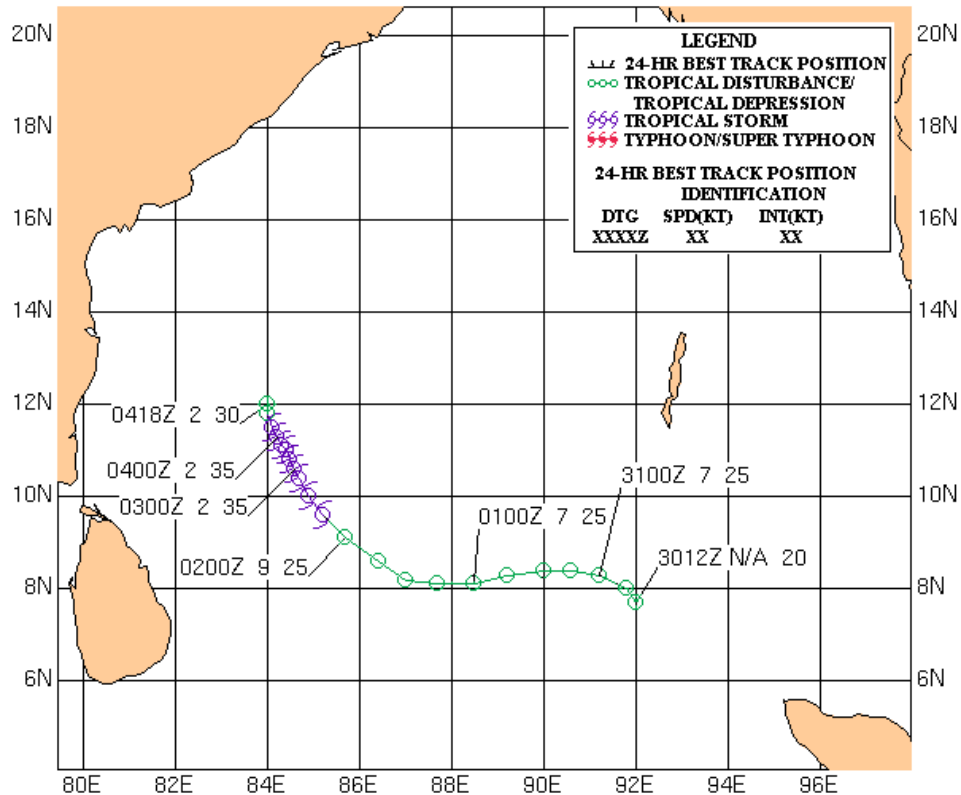 20N
20N
LEGEND
24-HR BEST TRACK POSITION
TROPICAL DISTURBANCE/
TROPICAL DEPRESSION
TROPICAL STORM
TYPHOON/SUPER TYPHOON
24-HR BEST TRACK POSITION
IDENTIFICATION
DTG SPD(KT) INT(KT)
XXXXZ XX XX
18N
18N
16N
16N
14N
14N
12N
12N
0418Z 2 30
0400Z 2 35
3100Z 7 25
10N
10N
0300Z 2 35
0100Z 7 25
0200Z 9 25
3012Z N/A 20
8N
8N
6N
6N
80E 82E 84E 86E 88E 90E 92E 94E 96E